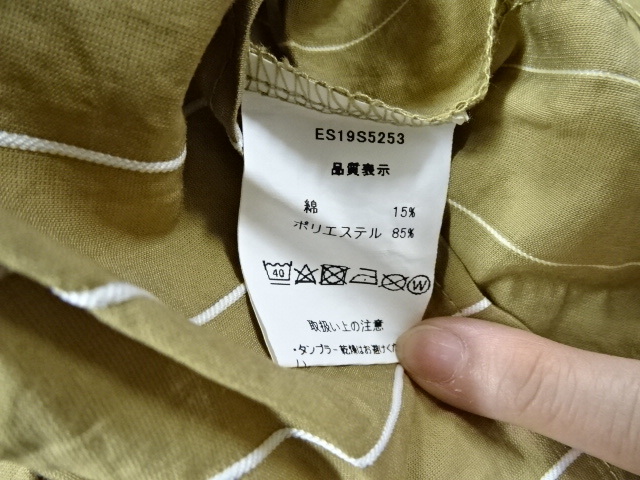 ES19S5253
品質表示
綿 15%
ポリエステル 85%
40 W
取扱い上の注意
・タンブラー乾燥はお避けくだ
い